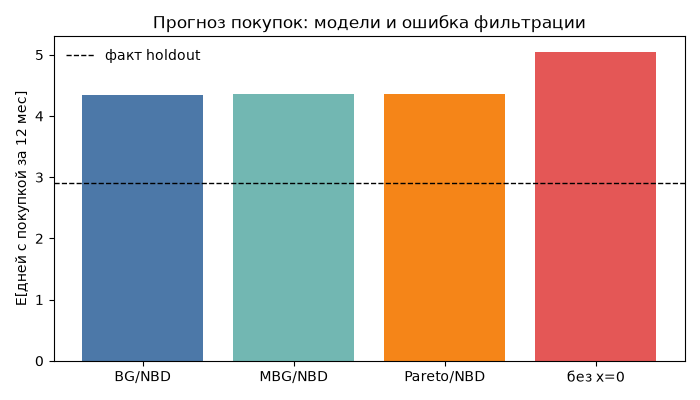 Прогноз покупок: модели и ошибка фильтрации
факт holdout
E[дней с покупкой за 12 мес]
5
4
3
2
1
0
BG/NBD
MBG/NBD
Pareto/NBD
без x=0